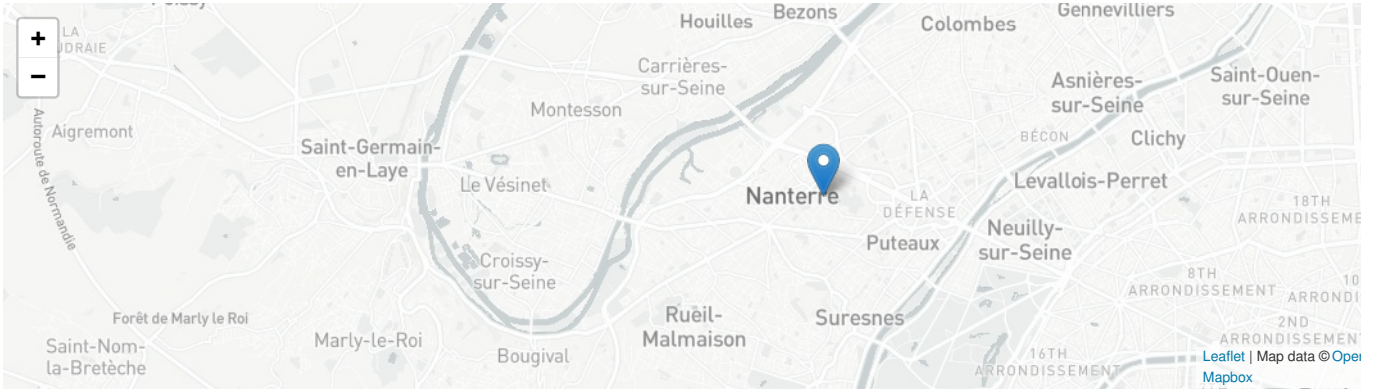 +
−
LA
Houilles
Bezons
Colombes
Gennevilliers
Carrières-
sur-Seine
Asnières-
sur-Seine
Saint-Ouen-
sur-Seine
Autoroute de Normandie
Aigremont
Montesson
BÉCON
Clichy
Saint-Germain-
en-Laye
Le Vésinet
Nanterre
LA
DÉFENSE
Levallois-Perret
18TH
Puteaux
Neuilly-
sur-Seine
Croissy-
sur-Seine
8TH
ARRONDISSEMENT
10
Forêt de Marly le Roi
Marly-le-Roi
Rueil-
Malmaison
Suresnes
2ND
ARRONDISSEMENT
Saint-Nom-
la-Bretèche
Bougival
16TH
ARRONDISSEMENT
Leaflet | Map data ©
Mapbox